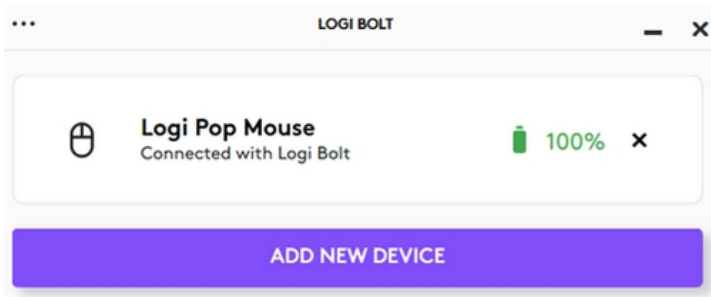 LOGI BOLT
Logi Pop Mouse
Connected with Logi Bolt
100%
ADD NEW DEVICE